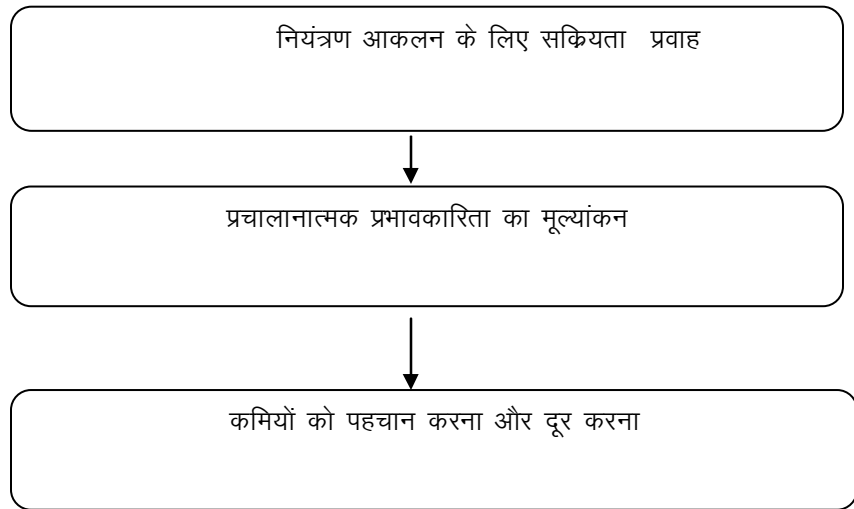 नियंत्रण आकलन के लिए सक्रियता प्रवाह
प्रचालानात्मक प्रभावकारिता का मूल्यांकन
कमियों को पहचान करना और दूर करना